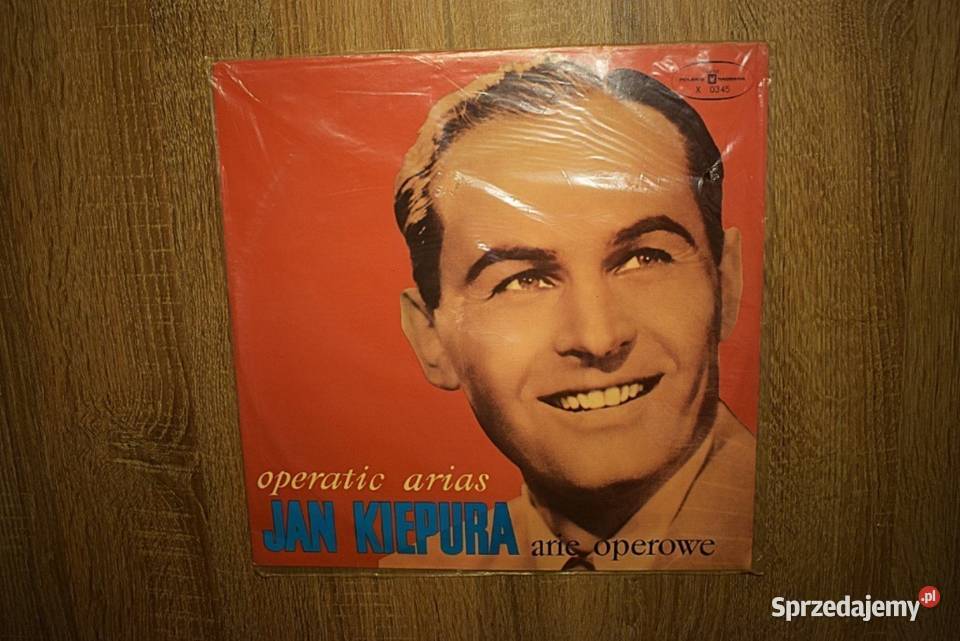 POLSKIE NAGRANIA
X 0345
operatic arias
JAN KIEPURA arie operowe
Sprzedajemy.pl